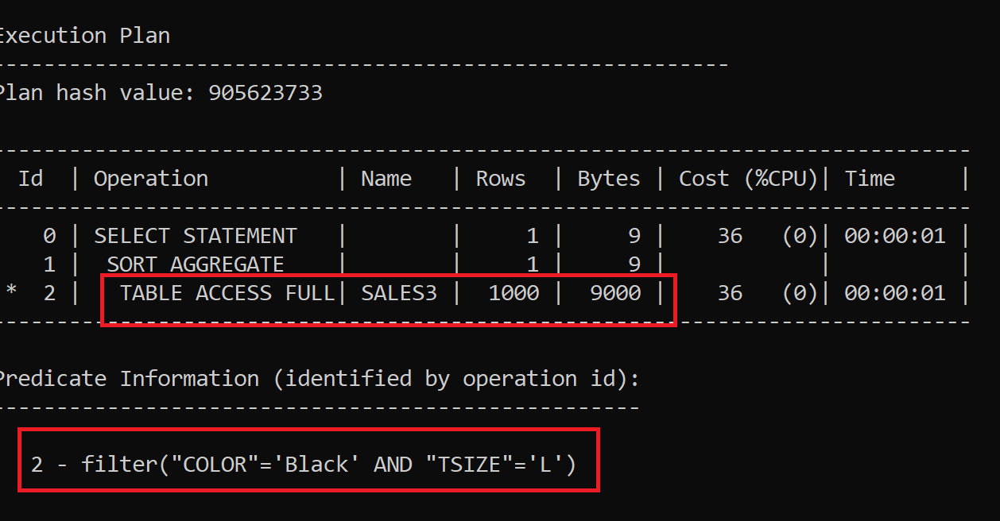 Execution Plan
----------------------------------------------------------
Plan hash value: 905623733
-----------------------------------------------------------------------------
Id | Operation | Name | Rows | Bytes | Cost (%CPU)| Time |
-----------------------------------------------------------------------------
0 | SELECT STATEMENT | | 1 | 9 | 36 (0)| 00:00:01 |
1 | SORT AGGREGATE | | 1 | 9 | | |
* 2 | TABLE ACCESS FULL| SALES3 | 1000 | 9000 | 36 (0)| 00:00:01 |
-----------------------------------------------------------------------------
Predicate Information (identified by operation id):
---------------------------------------------------
2 - filter("COLOR"='Black' AND "TSIZE"='L')